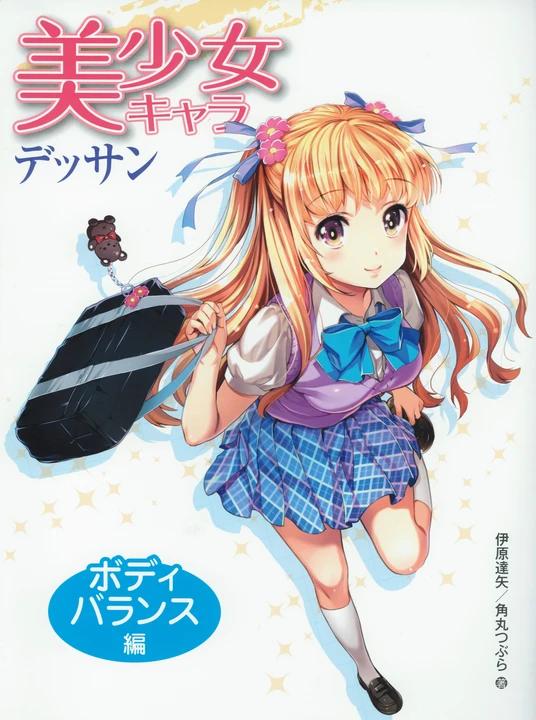 美少女
キャラ
デッサン
ボディ
バランス
編
伊原達矢／角丸つぶら 著